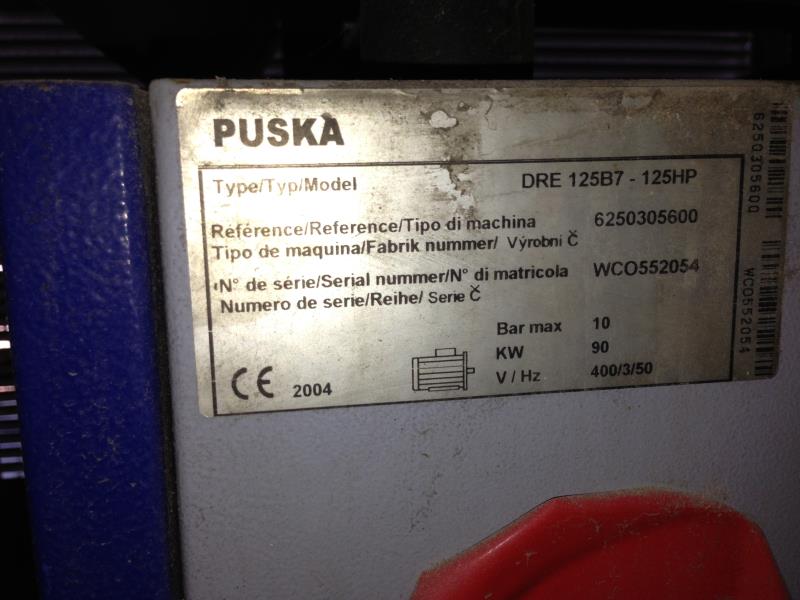 PUSKA
Type/Typ/Model DRE 125B7 - 125HP
Référence/Reference/Tipo di machina 6250305600
Tipo de maquina/Fabrik nummer/ Výrobní Č
N° de série/Serial nummer/N° di matricola WCO552054
Numero de serie/Reihe/ Serie Č
Bar max 10
KW 90
V / Hz 400/3/50
CE 2004
6250305600
WCO552054